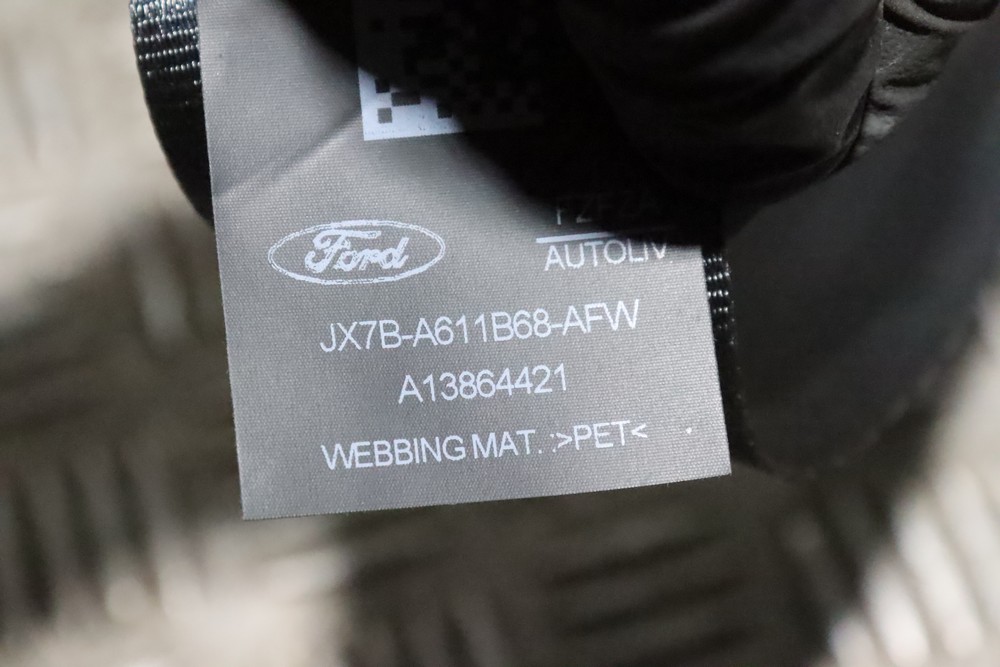 Ford
AUTOLIV
JX7B-A611B68-AFW
A13864421
WEBBING MAT. :>PET<